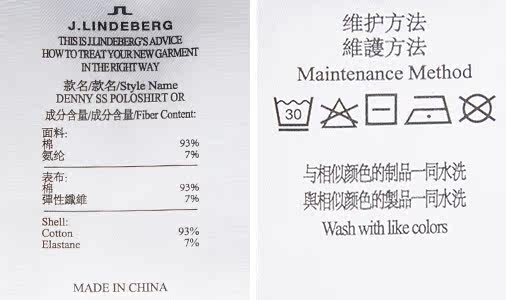 J.LINDEBERG
THIS IS J.LINDEBERG'S ADVICE
HOW TO TREAT YOUR NEW GARMENT
IN THE RIGHT WAY
款名/款名/Style Name
DENNY SS POLOSHIRT OR
成分含量/成分含量/Fiber Content:
面料:
棉 93%
氨纶 7%
表布:
棉 93%
彈性纖維 7%
Shell:
Cotton 93%
Elastane 7%
MADE IN CHINA
维护方法
維護方法
Maintenance Method
30
与相似颜色的制品一同水洗
與相似颜色的製品一同水洗
Wash with like colors